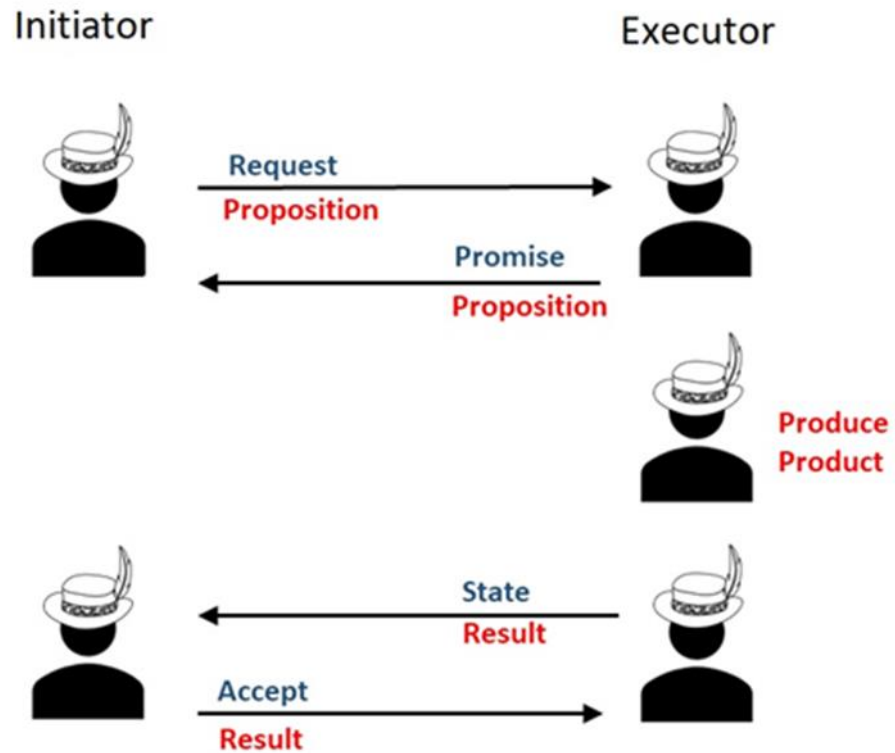 Initiator
Executor
Request
Proposition
Promise
Proposition
Produce
Product
State
Result
Accept
Result